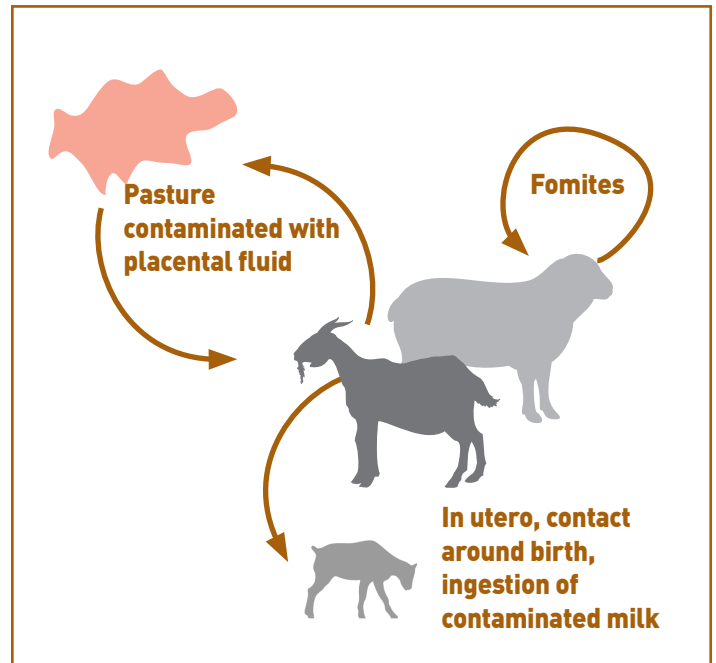 Pasture
contaminated with
placental fluid
Fomites
In utero, contact
around birth,
ingestion of
contaminated milk